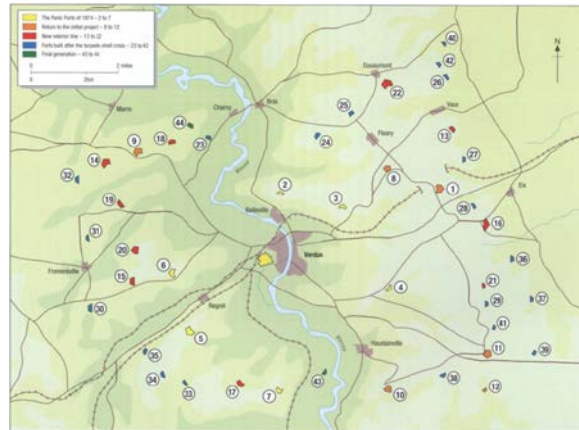 The Panic Forts of 1874 – 2 to 7
Return to the initial project – 8 to 12
New exterior line – 13 to 22
Forts built after the torpedo shell crisis – 23 to 42
Final generation – 43 to 44
0 2 miles
0 2km
N
40
42
26
Douaumont
22
25
Bras
Charny
Marre
44
18
23
9
14
24
Fleury
Vaux
13
27
32
8
1
Eix
28
16
2
3
19
Belleville
31
20
Verdun
36
Fromeréville
15
6
4
21
29
37
30
Regret
41
5
35
Haudainville
11
39
34
33
17
7
43
10
38
12